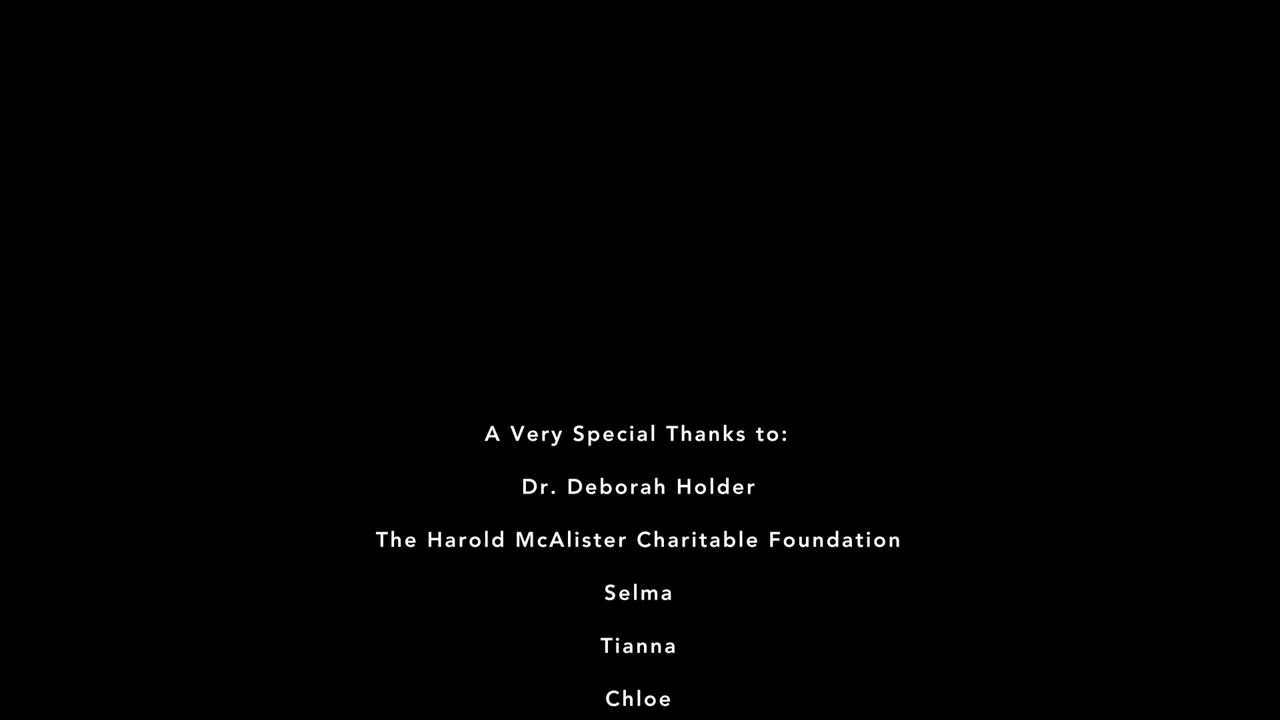 A Very Special Thanks to:
Dr. Deborah Holder
The Harold McAlister Charitable Foundation
Selma
Tianna
Chloe